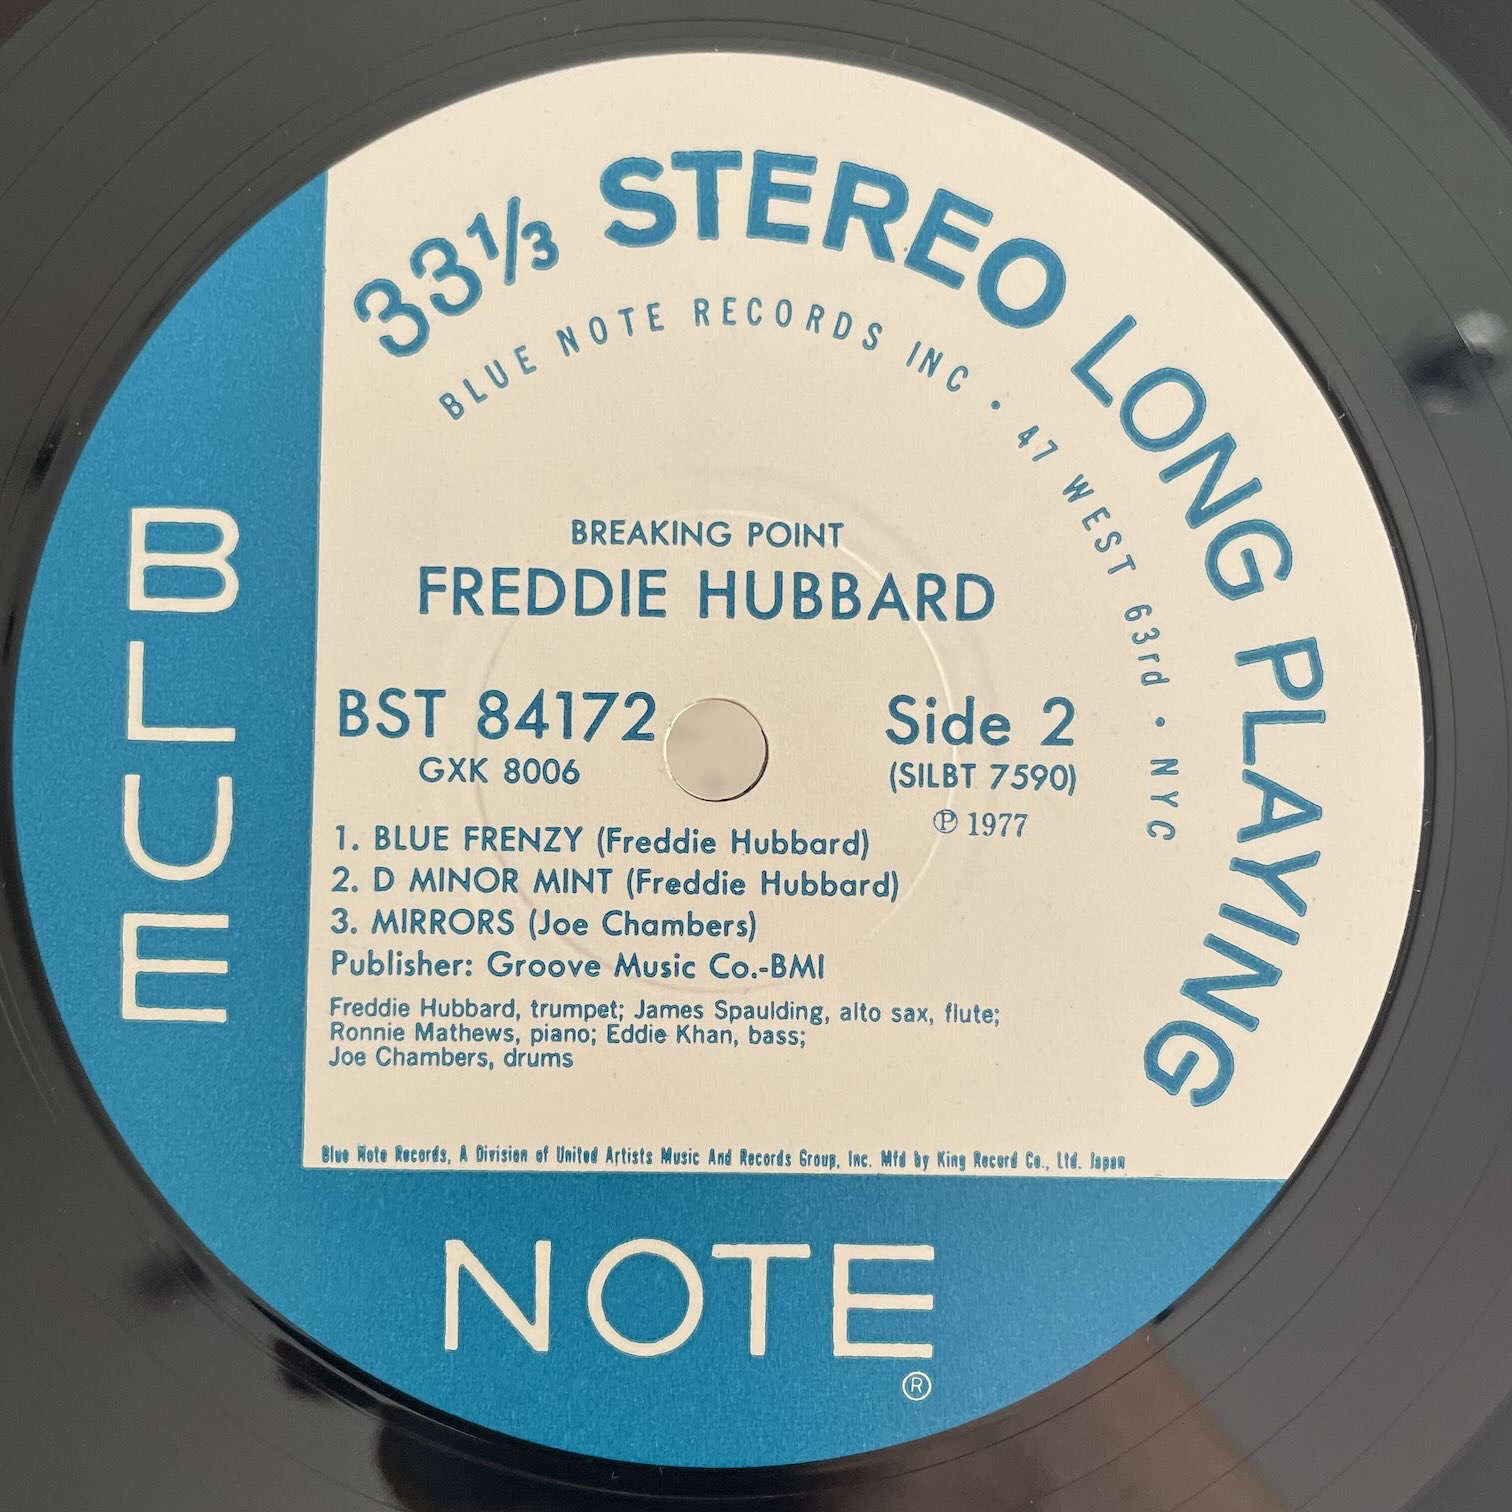 33⅓ STEREO LONG PLAYING
BLUE NOTE RECORDS INC • 47 WEST 63rd • NYC
BREAKING POINT
FREDDIE HUBBARD
BST 84172
GXK 8006
Side 2
(SILBT 7590)
℗ 1977
1. BLUE FRENZY (Freddie Hubbard)
2. D MINOR MINT (Freddie Hubbard)
3. MIRRORS (Joe Chambers)
Publisher: Groove Music Co.-BMI
Freddie Hubbard, trumpet; James Spaulding, alto sax, flute;
Ronnie Mathews, piano; Eddie Khan, bass;
Joe Chambers, drums
Blue Note Records, A Division of United Artists Music And Records Group, Inc. Mfd by King Record Co., Ltd. Japan
BLUE
NOTE
®